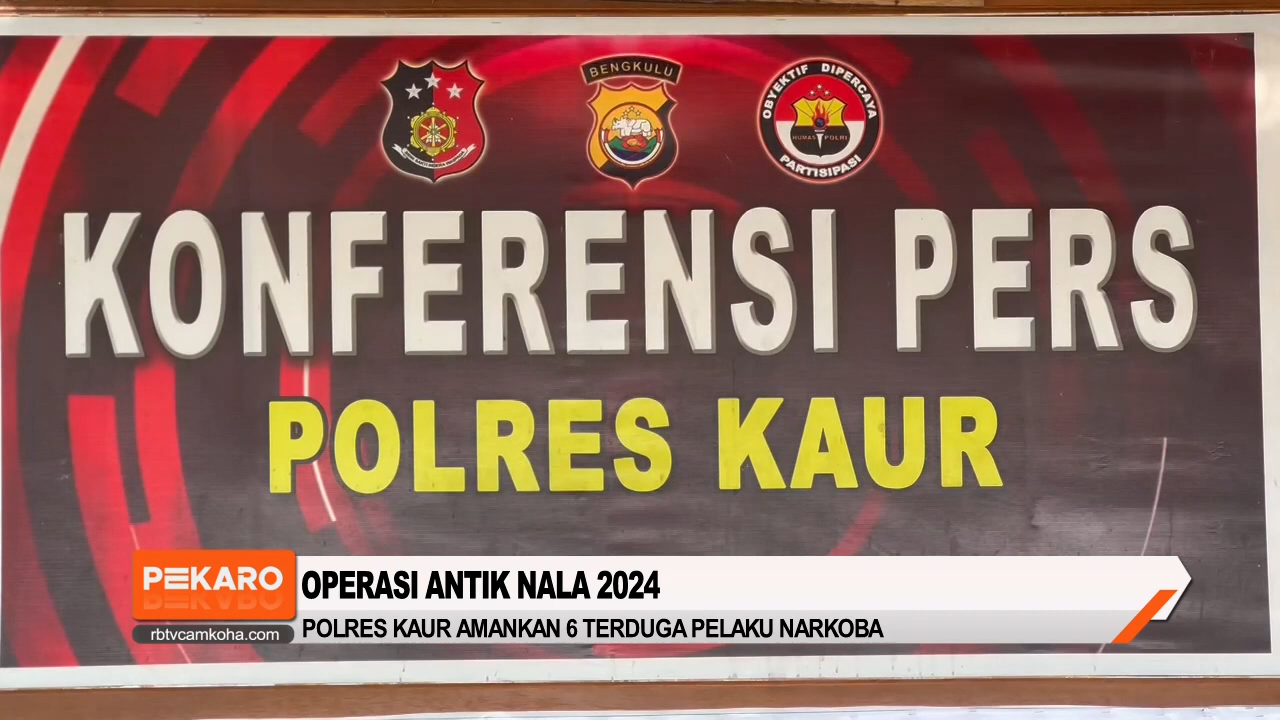 BENGKULU
OBYEKTIF DIPERCAYA
HUMAS POLRI
PARTISIPASI
KONFERENSI PERS
POLRES KAUR
PEKARO
OPERASI ANTIK NALA 2024
rbtvcamkoha.com
POLRES KAUR AMANKAN 6 TERDUGA PELAKU NARKOBA